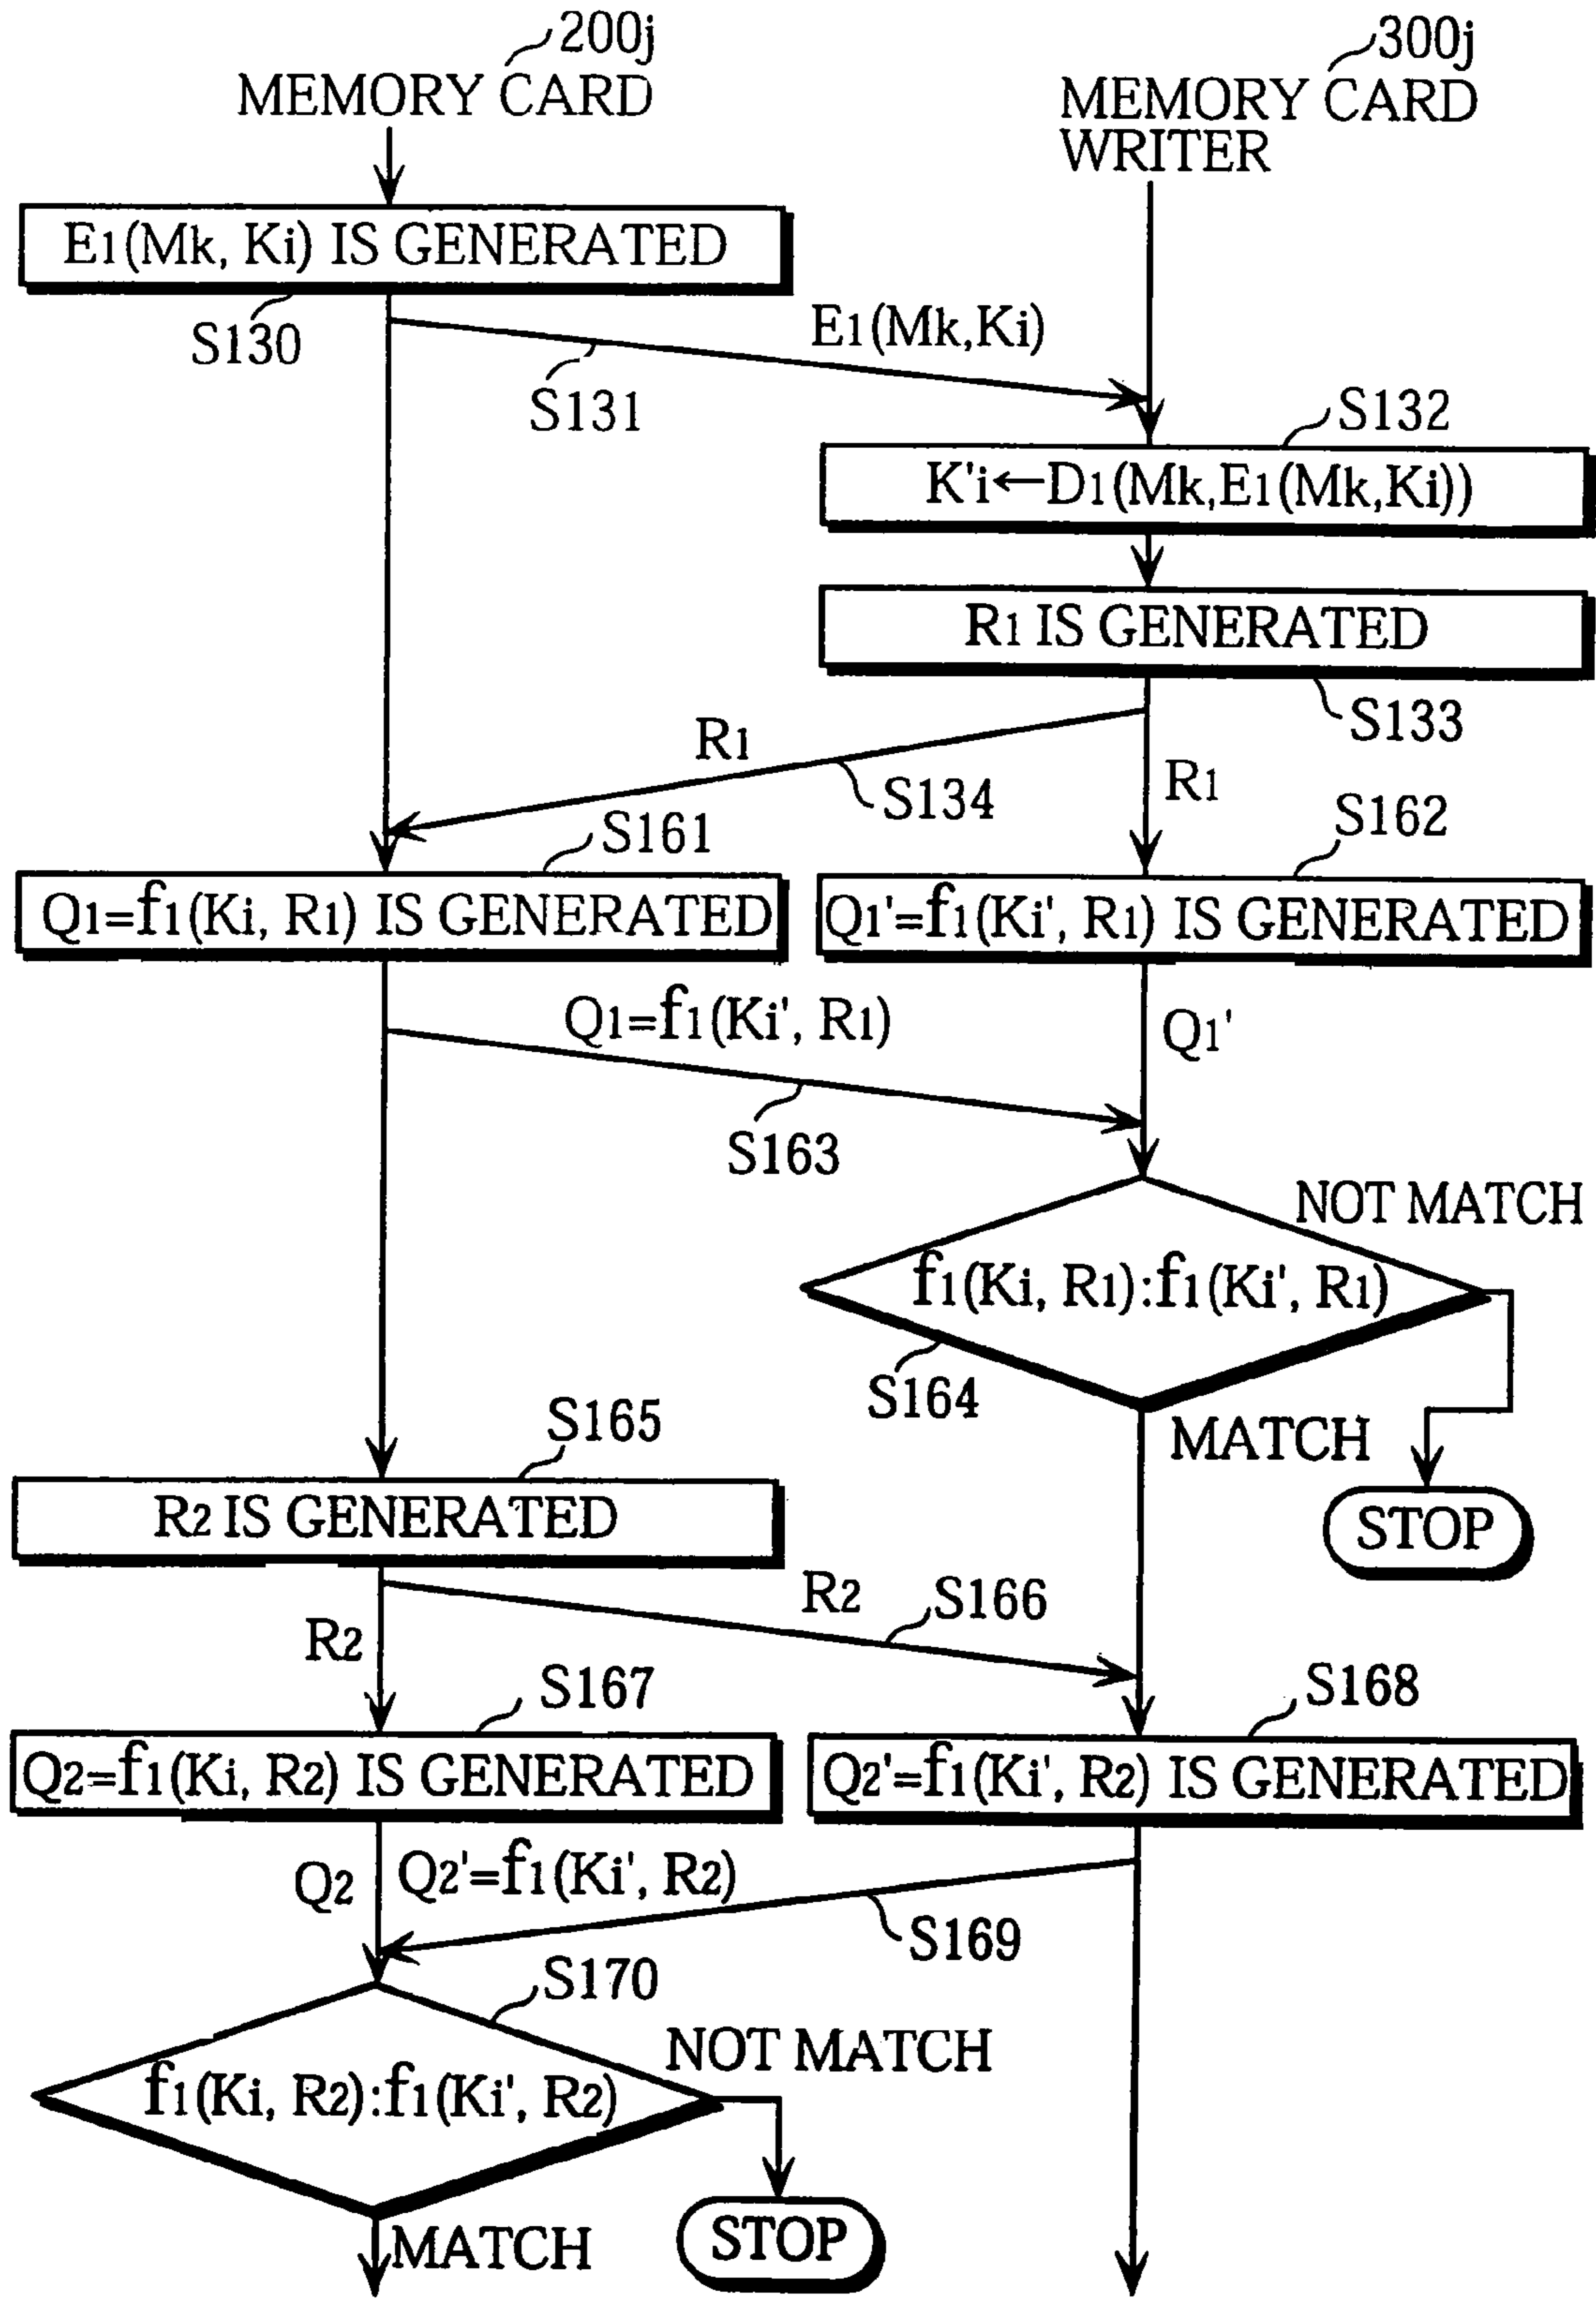 200j
MEMORY CARD
300j
MEMORY CARD
WRITER
E1(Mk, Ki) IS GENERATED
S130
E1(Mk,Ki)
S131
S132
K'i←D1(Mk,E1(Mk,Ki))
R1 IS GENERATED
S133
R1
S134
R1
S161
S162
Q1=f1(Ki, R1) IS GENERATED
Q1'=f1(Ki', R1) IS GENERATED
Q1=f1(Ki', R1)
Q1'
S163
NOT MATCH
f1(Ki, R1):f1(Ki', R1)
S164
MATCH
STOP
S165
R2 IS GENERATED
R2
S166
R2
S167
S168
Q2=f1(Ki, R2) IS GENERATED
Q2'=f1(Ki', R2) IS GENERATED
Q2
Q2'=f1(Ki', R2)
S169
S170
NOT MATCH
f1(Ki, R2):f1(Ki', R2)
STOP
MATCH